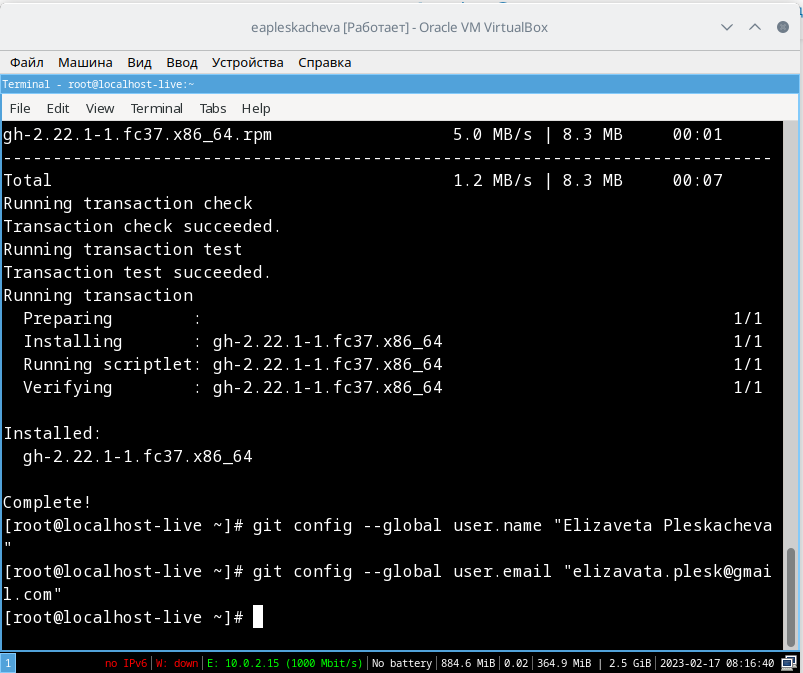 eapleskacheva [Работает] - Oracle VM VirtualBox
Файл Машина Вид Ввод Устройства Справка
Terminal - root@localhost-live:~
File Edit View Terminal Tabs Help
gh-2.22.1-1.fc37.x86_64.rpm 5.0 MB/s | 8.3 MB 00:01
--------------------------------------------------------------------------------
Total 1.2 MB/s | 8.3 MB 00:07
Running transaction check
Transaction check succeeded.
Running transaction test
Transaction test succeeded.
Running transaction
Preparing : 1/1
Installing : gh-2.22.1-1.fc37.x86_64 1/1
Running scriptlet: gh-2.22.1-1.fc37.x86_64 1/1
Verifying : gh-2.22.1-1.fc37.x86_64 1/1
Installed:
gh-2.22.1-1.fc37.x86_64
Complete!
[root@localhost-live ~]# git config --global user.name "Elizaveta Pleskacheva
"
[root@localhost-live ~]# git config --global user.email "elizavata.plesk@gmai
l.com"
[root@localhost-live ~]#
1 no IPv6|W: down|E: 10.0.2.15 (1000 Mbit/s)|No battery|884.6 MiB|0.02|364.9 MiB | 2.5 GiB|2023-02-17 08:16:40